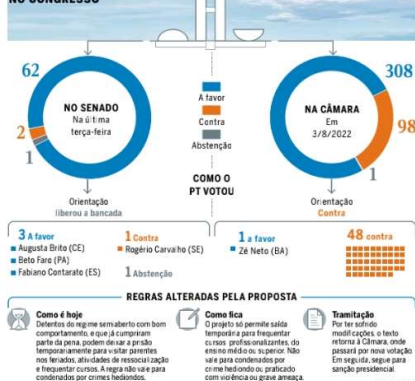 NO CONGRESSO
62
2
1
NO SENADO
Na última
terça-feira
A favor
Contra
Abstenção
308
98
1
NA CÂMARA
Em
3/8/2022
COMO O
PT VOTOU
Orientação
liberou a bancada
Orientação
Contra
3 A favor
Augusta Brito (CE)
Beto Faro (PA)
Fabiano Contarato (ES)
1 Contra
Rogério Carvalho (SE)
1 Abstenção
1 a favor
Zé Neto (BA)
48 contra
REGRAS ALTERADAS PELA PROPOSTA
Como é hoje
Detentos do regime semiaberto com bom
comportamento, e que já cumpriram
parte da pena, podem deixar a prisão
temporariamente para visitar parentes
nos feriados, atividades de ressocialização
e frequentar cursos. A regra não vale para
condenados por crimes hediondos.
Como fica
O projeto só permite saída
temporária para frequentar
cursos profissionalizantes, do
ensino médio ou superior. Não
vale para condenados por
crime hediondo ou praticado
com violência ou grave ameaça.
Tramitação
Por ter sofrido
modificações, o texto
retorna à Câmara, onde
passará por nova votação.
Em seguida, segue para
sanção presidencial